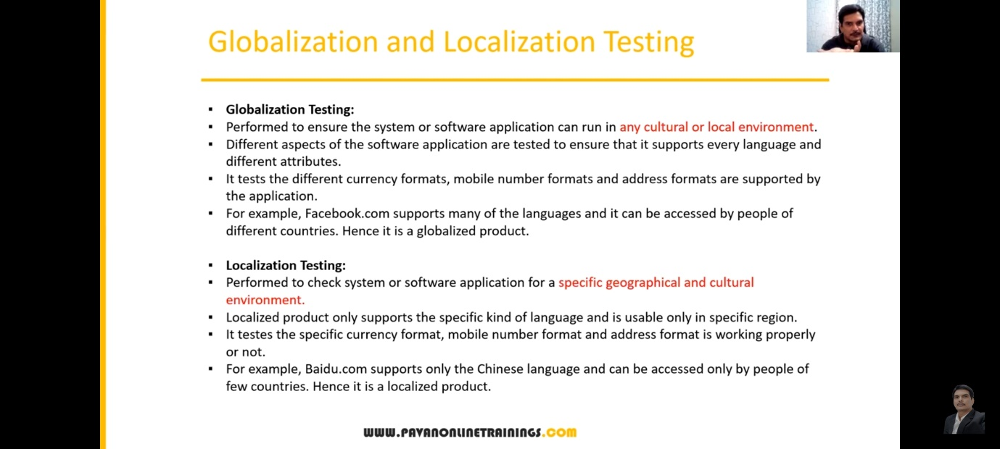 Globalization and Localization Testing
▪ Globalization Testing:
▪ Performed to ensure the system or software application can run in any cultural or local environment.
▪ Different aspects of the software application are tested to ensure that it supports every language and
different attributes.
▪ It tests the different currency formats, mobile number formats and address formats are supported by
the application.
▪ For example, Facebook.com supports many of the languages and it can be accessed by people of
different countries. Hence it is a globalized product.
▪ Localization Testing:
▪ Performed to check system or software application for a specific geographical and cultural
environment.
▪ Localized product only supports the specific kind of language and is usable only in specific region.
▪ It testes the specific currency format, mobile number format and address format is working properly
or not.
▪ For example, Baidu.com supports only the Chinese language and can be accessed only by people of
few countries. Hence it is a localized product.
WWW.PAVANONLINETRAININGS.COM